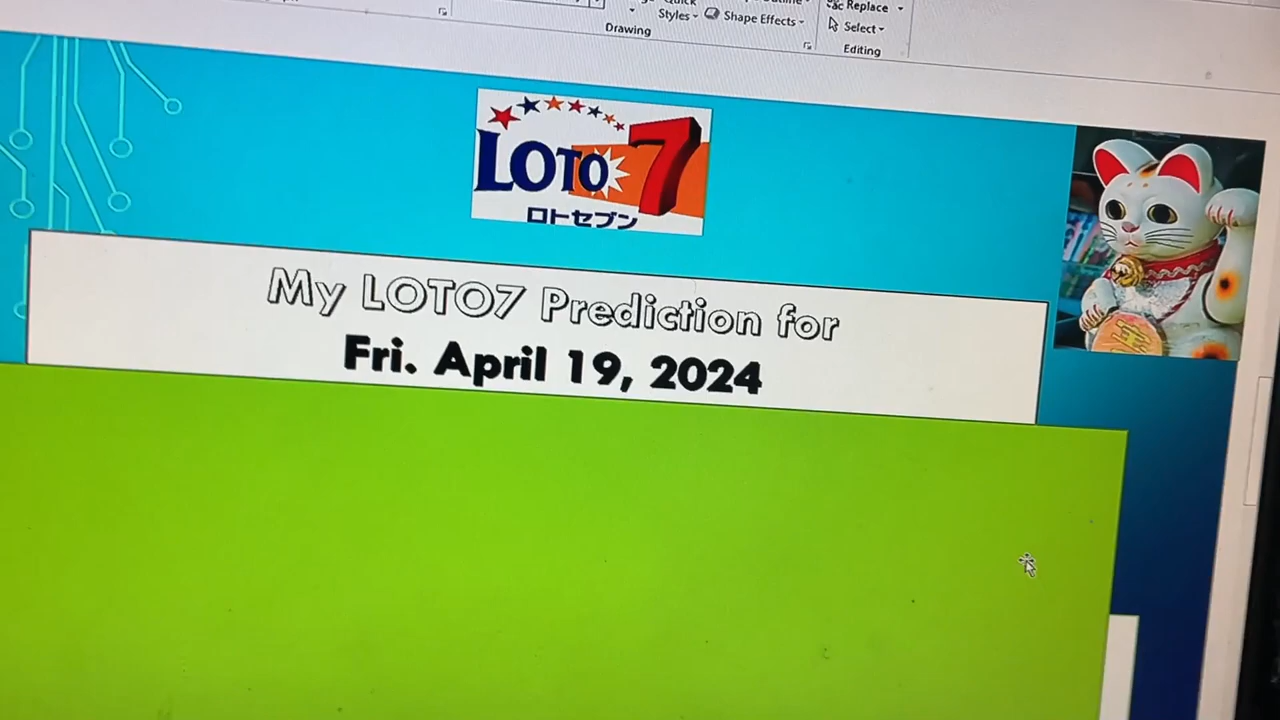 Replace
Styles
Shape Effects
Select
Drawing
Editing
LOTO 7
ロトセブン
My LOTO7 Prediction for
Fri. April 19, 2024